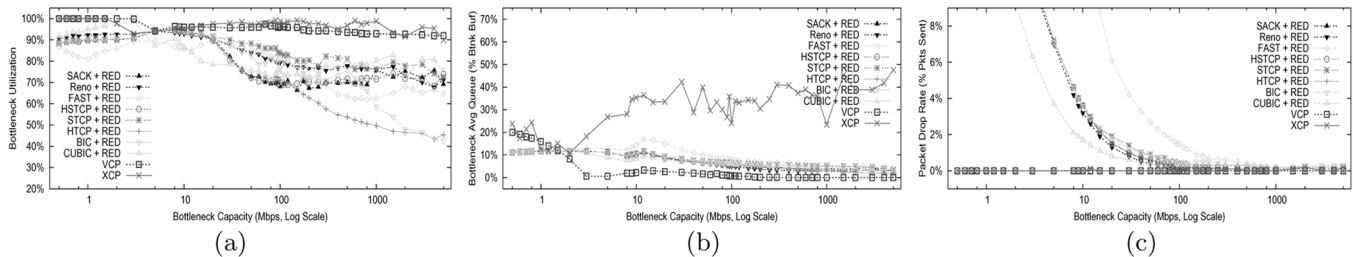 Bottleneck Utilization
100%
90%
80%
70%
60%
50%
40%
30%
20%
SACK + RED
Reno + RED
FAST + RED
HSTCP + RED
STCP + RED
HTCP + RED
BIC + RED
CUBIC + RED
VCP
XCP
1
10
100
1000
Bottleneck Capacity (Mbps, Log Scale)
(a)
Bottleneck Avg Queue (% Btnk Buf)
70%
60%
50%
40%
30%
20%
10%
0%
SACK + RED
Reno + RED
FAST + RED
HSTCP + RED
STCP + RED
HTCP + RED
BIC + RED
CUBIC + RED
VCP
XCP
1
10
100
1000
Bottleneck Capacity (Mbps, Log Scale)
(b)
Packet Drop Rate (% Pkts Sent)
8%
6%
4%
2%
0%
SACK + RED
Reno + RED
FAST + RED
HSTCP + RED
STCP + RED
HTCP + RED
BIC + RED
CUBIC + RED
VCP
XCP
1
10
100
1000
Bottleneck Capacity (Mbps, Log Scale)
(c)